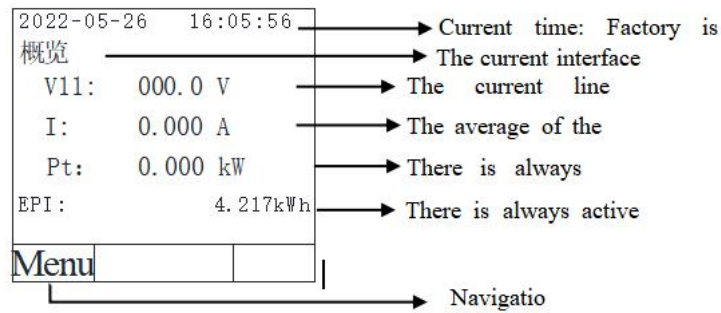 2022-05-26 16:05:56
Current time: Factory is
概览
The current interface
Vll: 000.0 V
The current line
I: 0.000 A
The average of the
Pt: 0.000 kW
There is always
EPI: 4.217kWh
There is always active
Menu
Navigatio